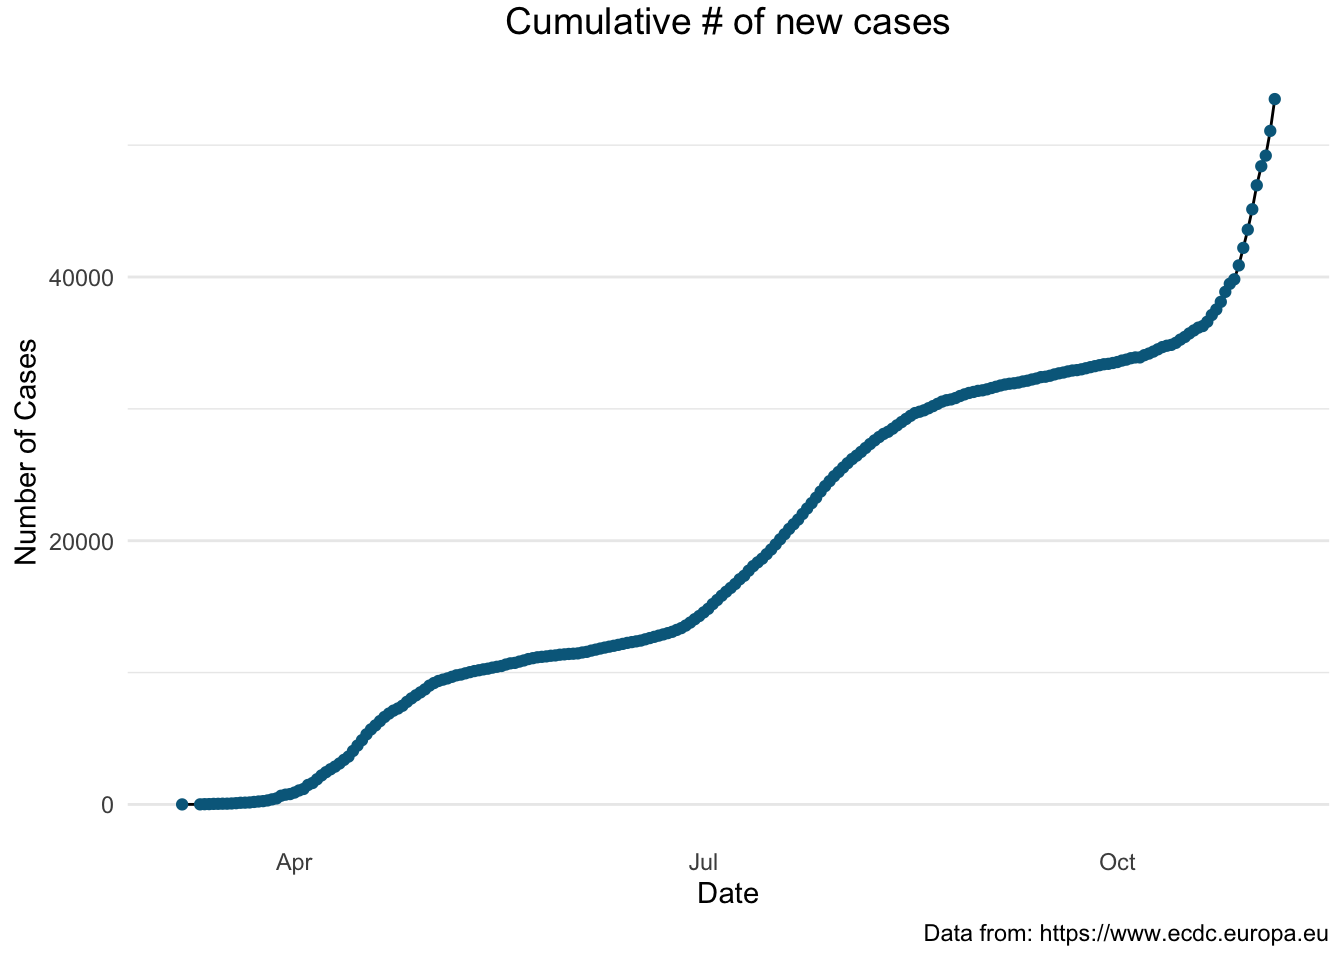 Cumulative # of new cases
Number of Cases
40000
20000
0
Apr
Jul
Oct
Date
Data from: https://www.ecdc.europa.eu